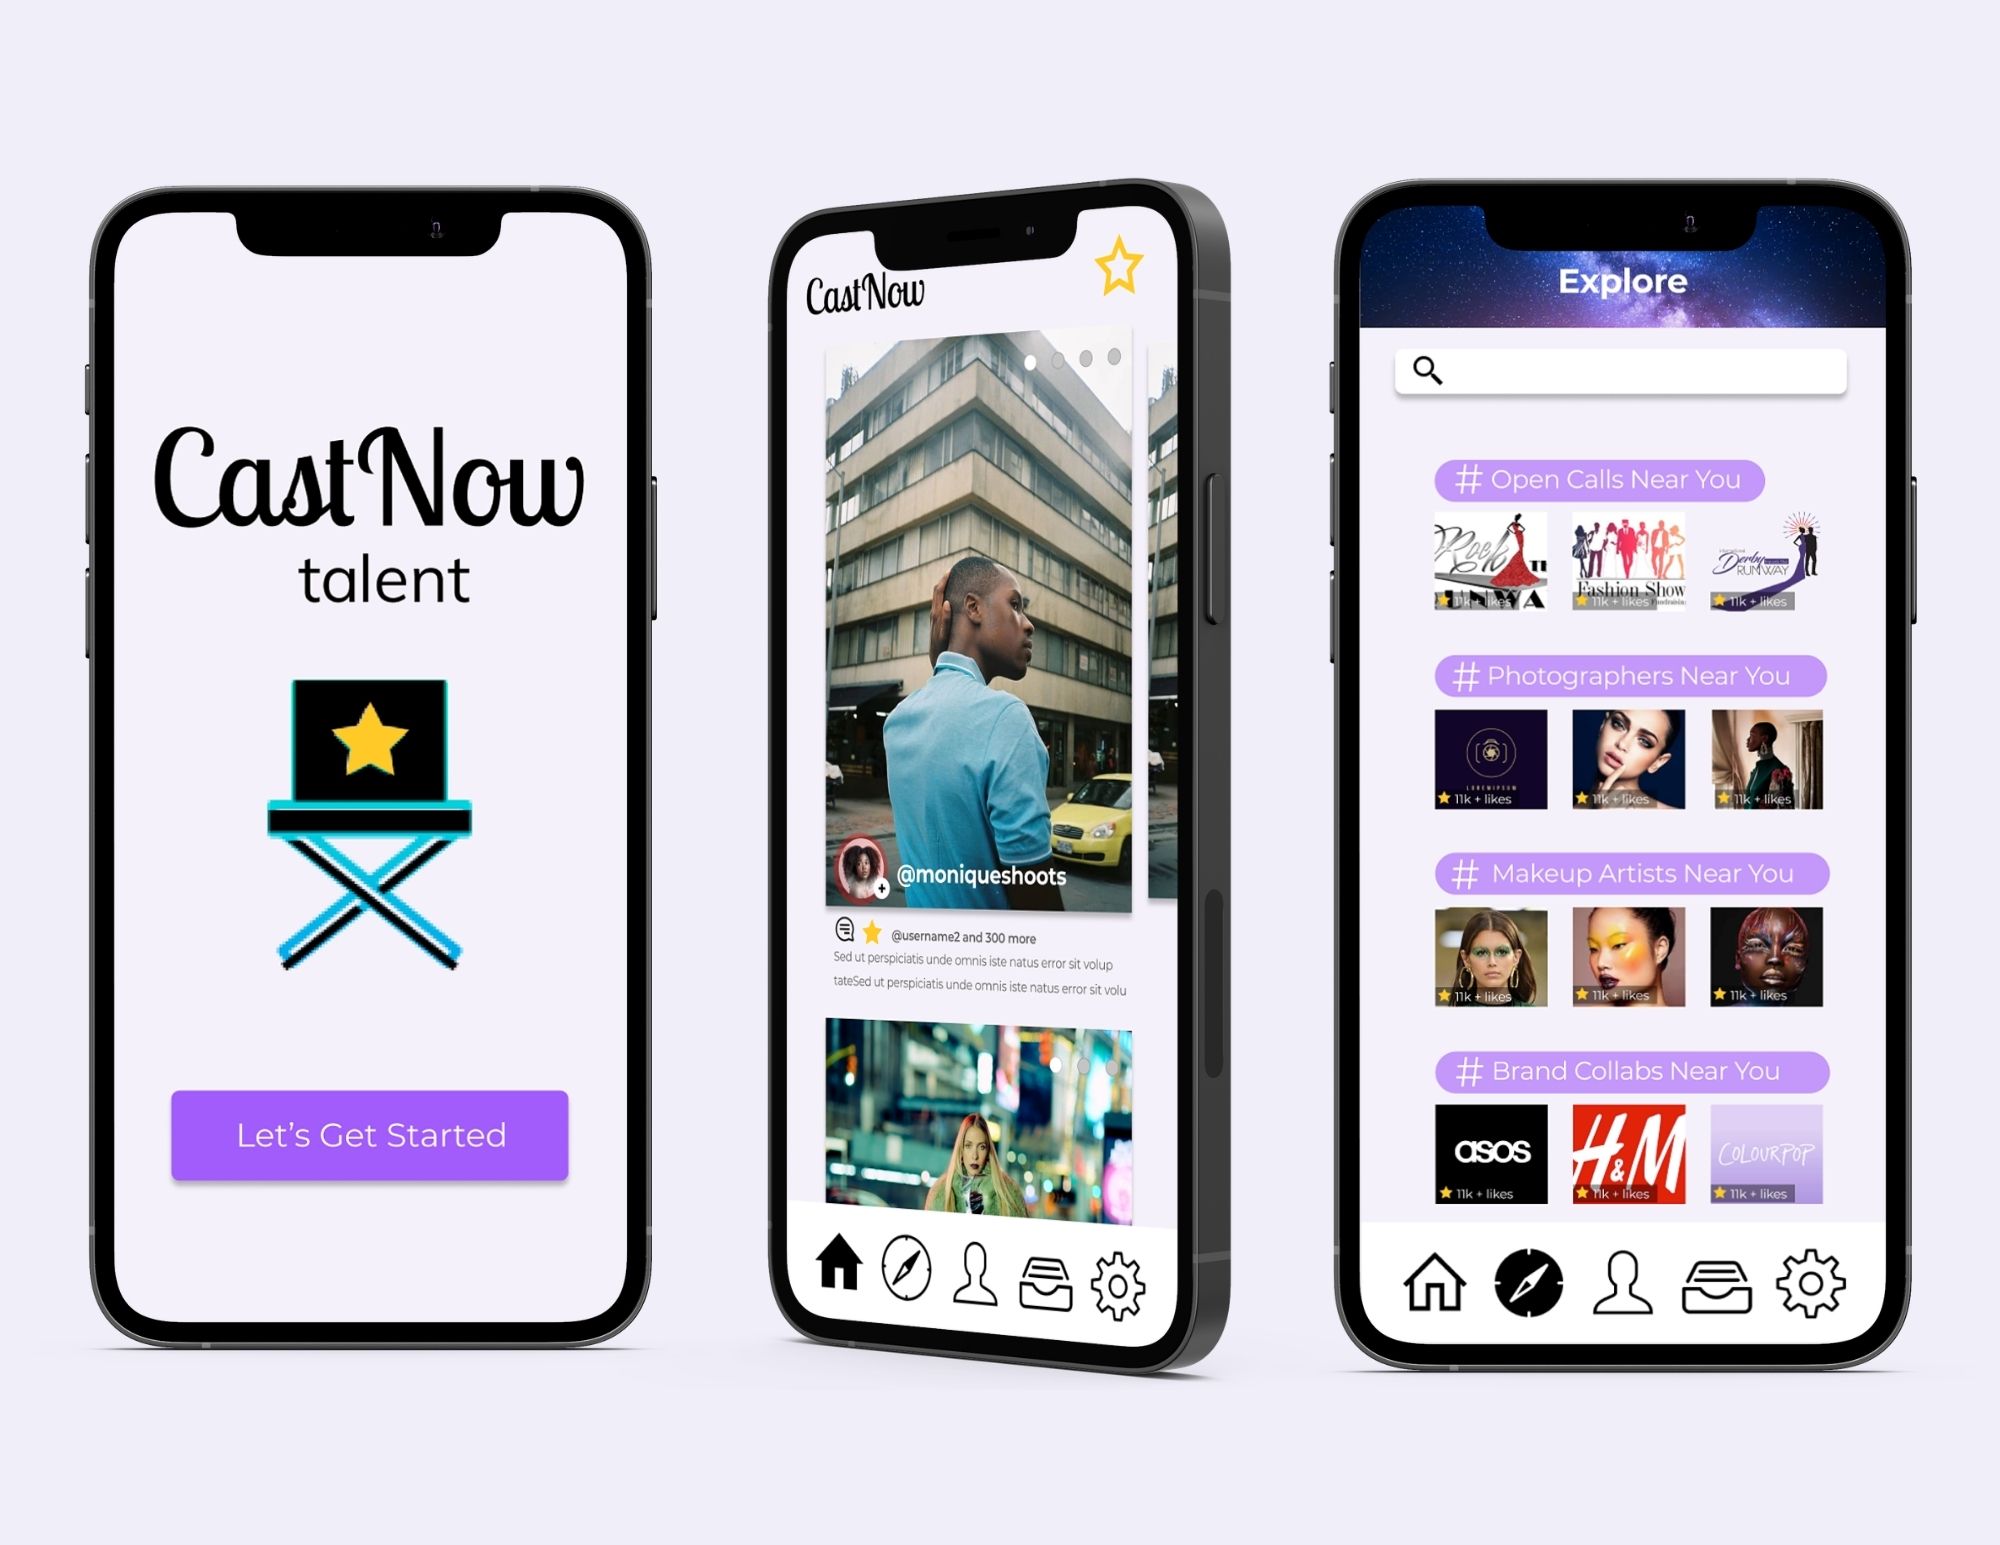 CastNow
talent
Let's Get Started
CastNow
@moniqueshoots
@username2 and 300 more
Sed ut perspiciatis unde omnis iste natus error sit volup
tateSed ut perspiciatis unde omnis iste natus error sit volu
Explore
# Open Calls Near You
Rock TH
RUNWA
11k + likes
Fashion Show
11k + likes
Derby
RUNWAY
11k + likes
# Photographers Near You
LOREMIPSUM
11k + likes
11k + likes
11k + likes
# Makeup Artists Near You
11k + likes
11k + likes
11k + likes
# Brand Collabs Near You
asos
11k + likes
H&M
11k + likes
COLOURPOP
11k + likes